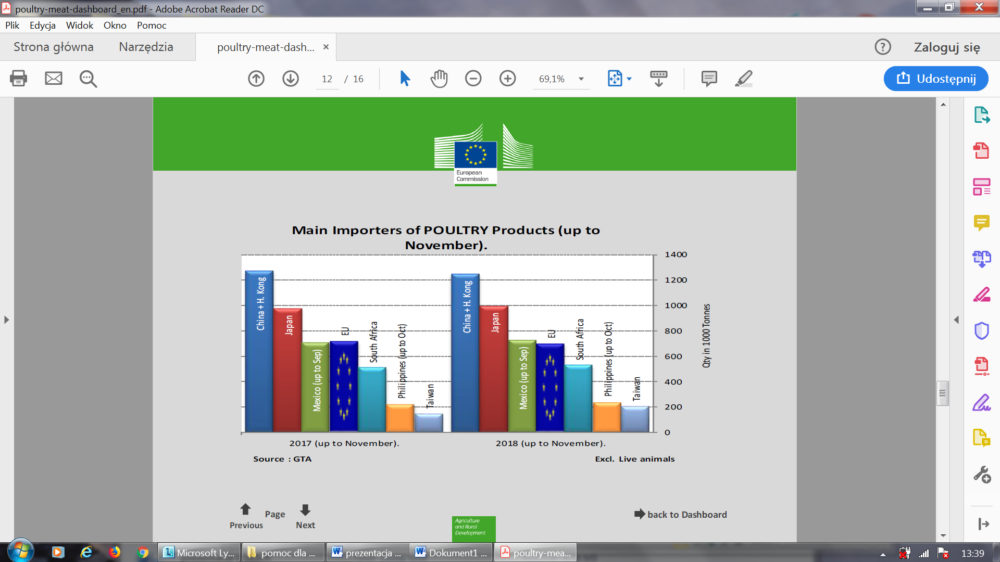 poultry-meat-dashboard_en.pdf - Adobe Acrobat Reader DC
Plik Edycja Widok Okno Pomoc
Strona główna Narzędzia poultry-meat-dash... × ? Zaloguj się
12 / 16 69,1% Udostępnij
European
Commission
Main Importers of POULTRY Products (up to
November).
1400
1200
1000
800
600
400
200
0
Qty in 1000 Tonnes
China + H. Kong
Japan
Mexico (up to Sep)
EU
South Africa
Philippines (up to Oct)
Taiwan
China + H. Kong
Japan
Mexico (up to Sep)
EU
South Africa
Philippines (up to Oct)
Taiwan
2017 (up to November). 2018 (up to November).
Source : GTA Excl. Live animals
Page
Previous Next
back to Dashboard
Agriculture
and Rural
Development
Microsoft Ly... pomoc dla ... prezentacja ... Dokument1 ... poultry-mea... 13:39